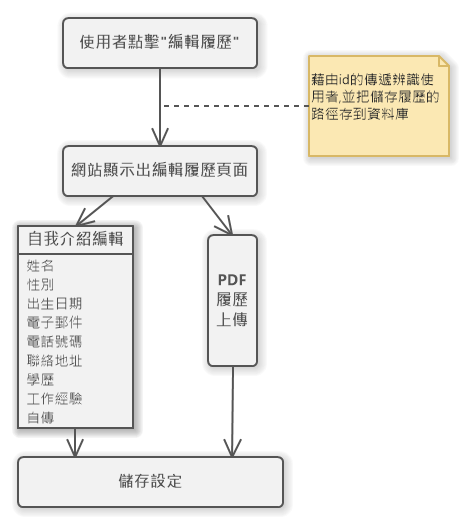 使用者點擊"編輯履歷"
藉由id的傳遞辨識使
用者,並把儲存履歷的
路徑存到資料庫
網站顯示出編輯履歷頁面
自我介紹編輯
姓名
性別
出生日期
電子郵件
電話號碼
聯絡地址
學歷
工作經驗
自傳
PDF
履歷
上傳
儲存設定